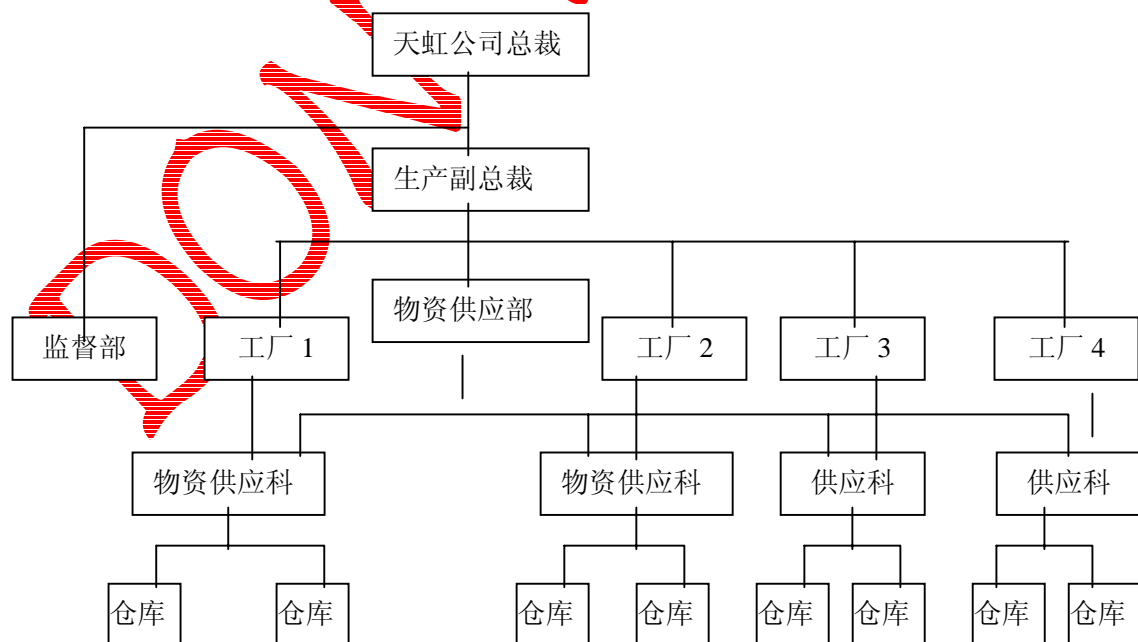 天虹公司总裁
生产副总裁
物资供应部
监督部
工厂 1
工厂 2
工厂 3
工厂 4
物资供应科
物资供应科
供应科
供应科
仓库
仓库
仓库
仓库
仓库
仓库
仓库
仓库